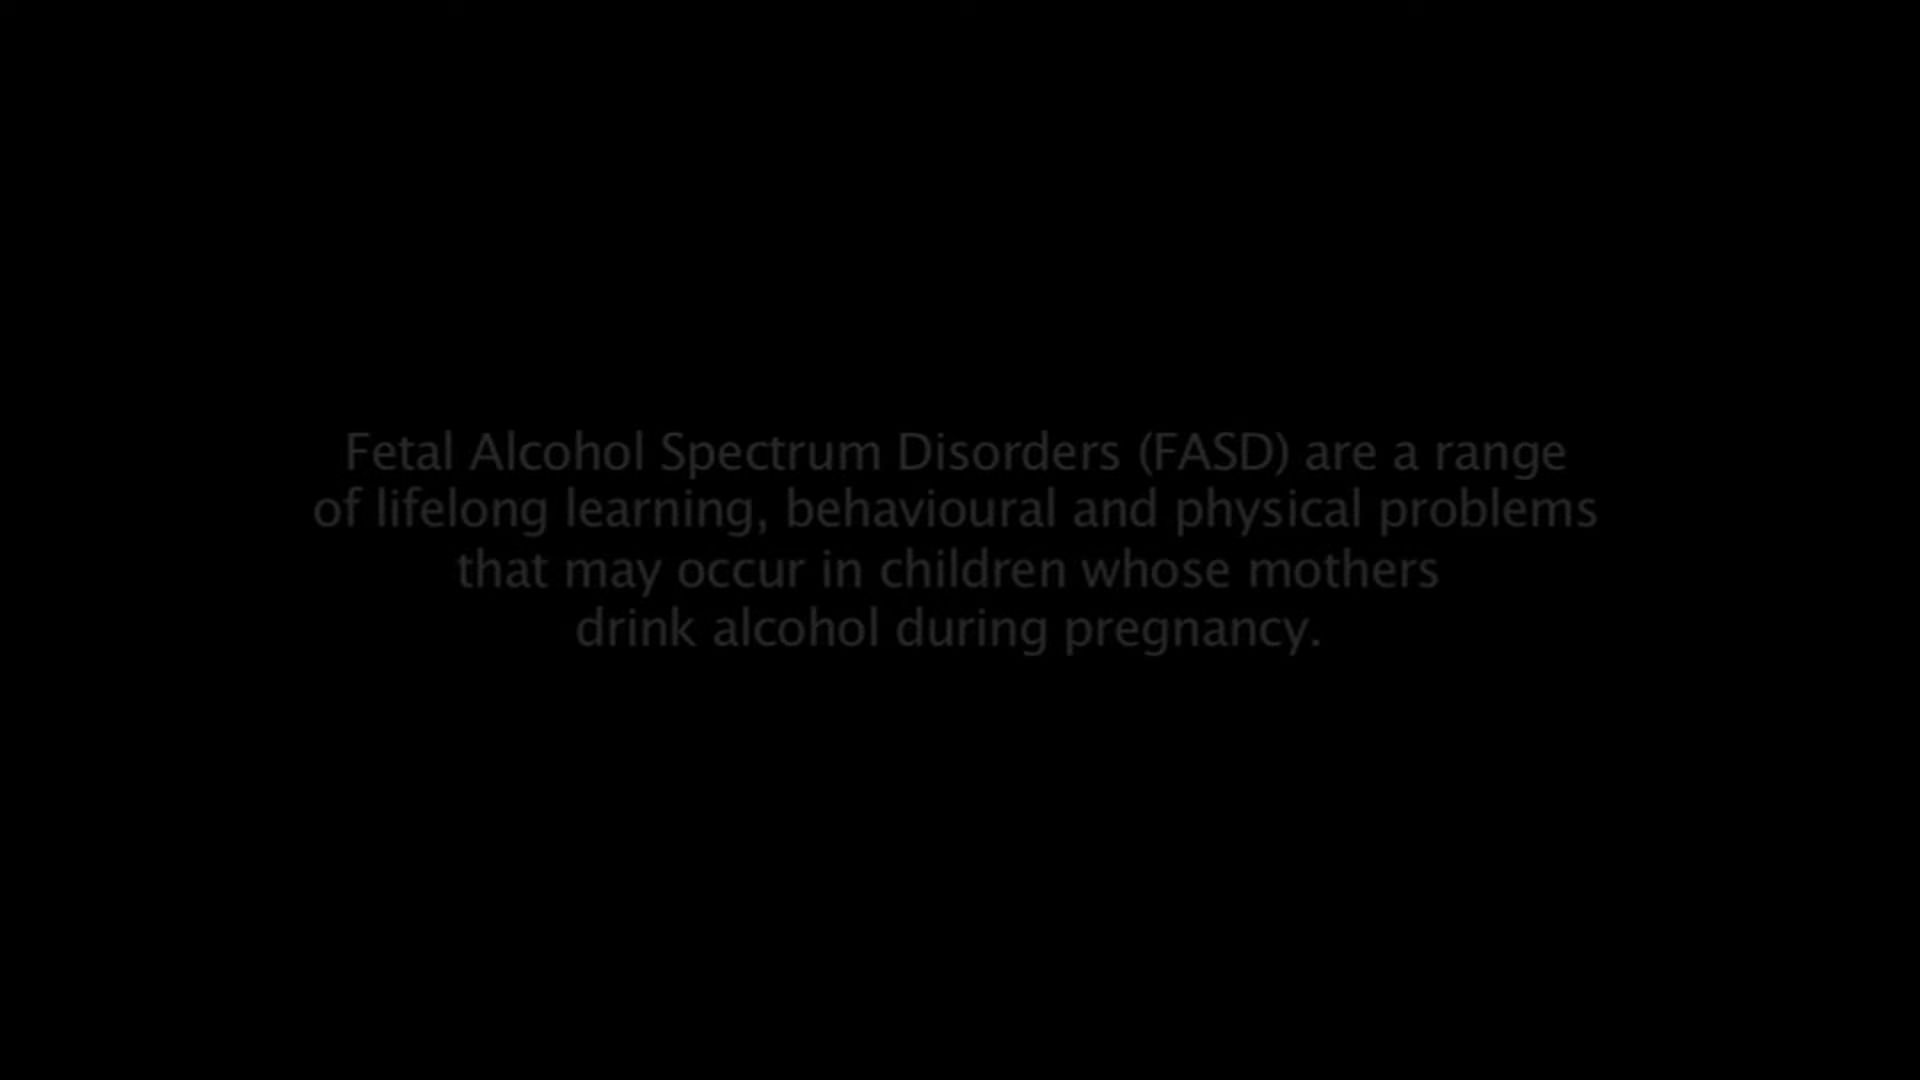 Fetal Alcohol Spectrum Disorders (FASD) are a range
of lifelong learning, behavioural and physical problems
that may occur in children whose mothers
drink alcohol during pregnancy.